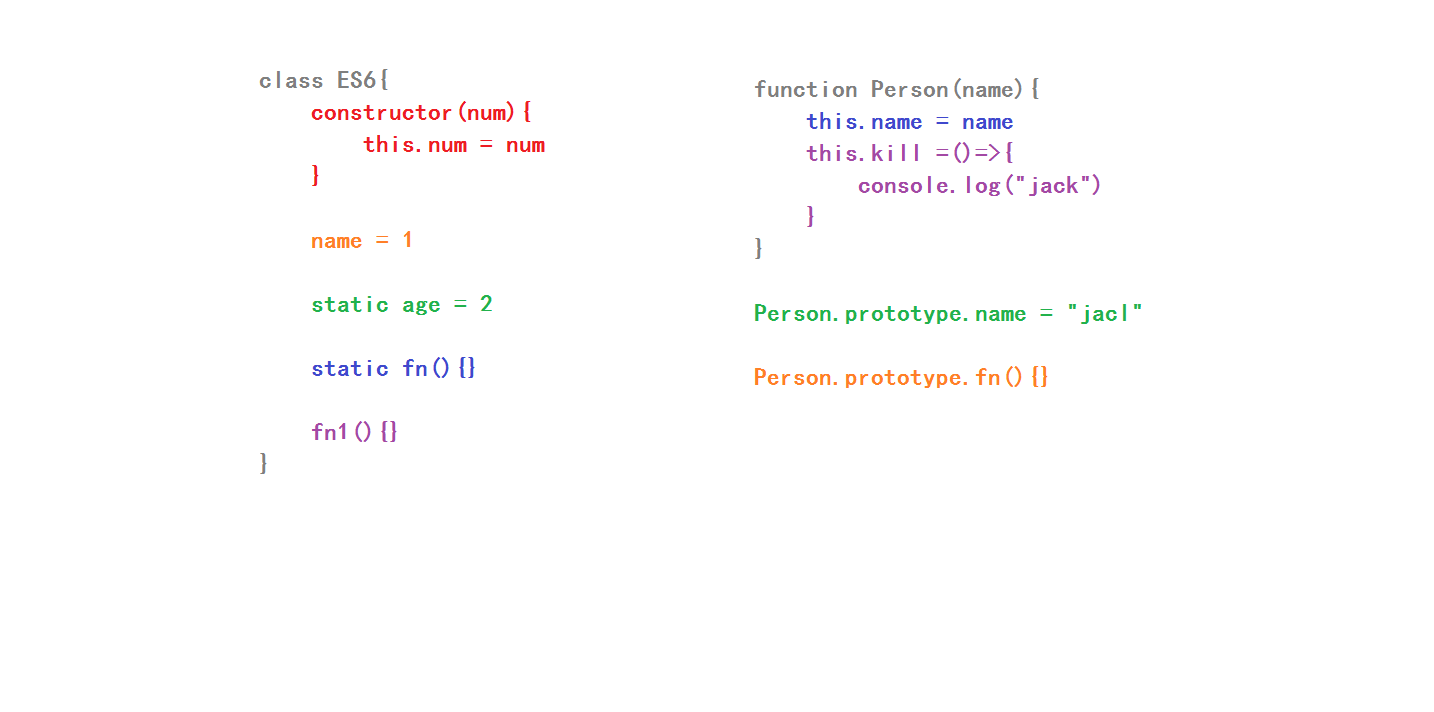 class ES6{
constructor(num){
this.num = num
}
name = 1
static age = 2
static fn(){}
fn1(){}
}
function Person(name){
this.name = name
this.kill =()=>{
console.log("jack")
}
}
Person.prototype.name = "jacl"
Person.prototype.fn(){}